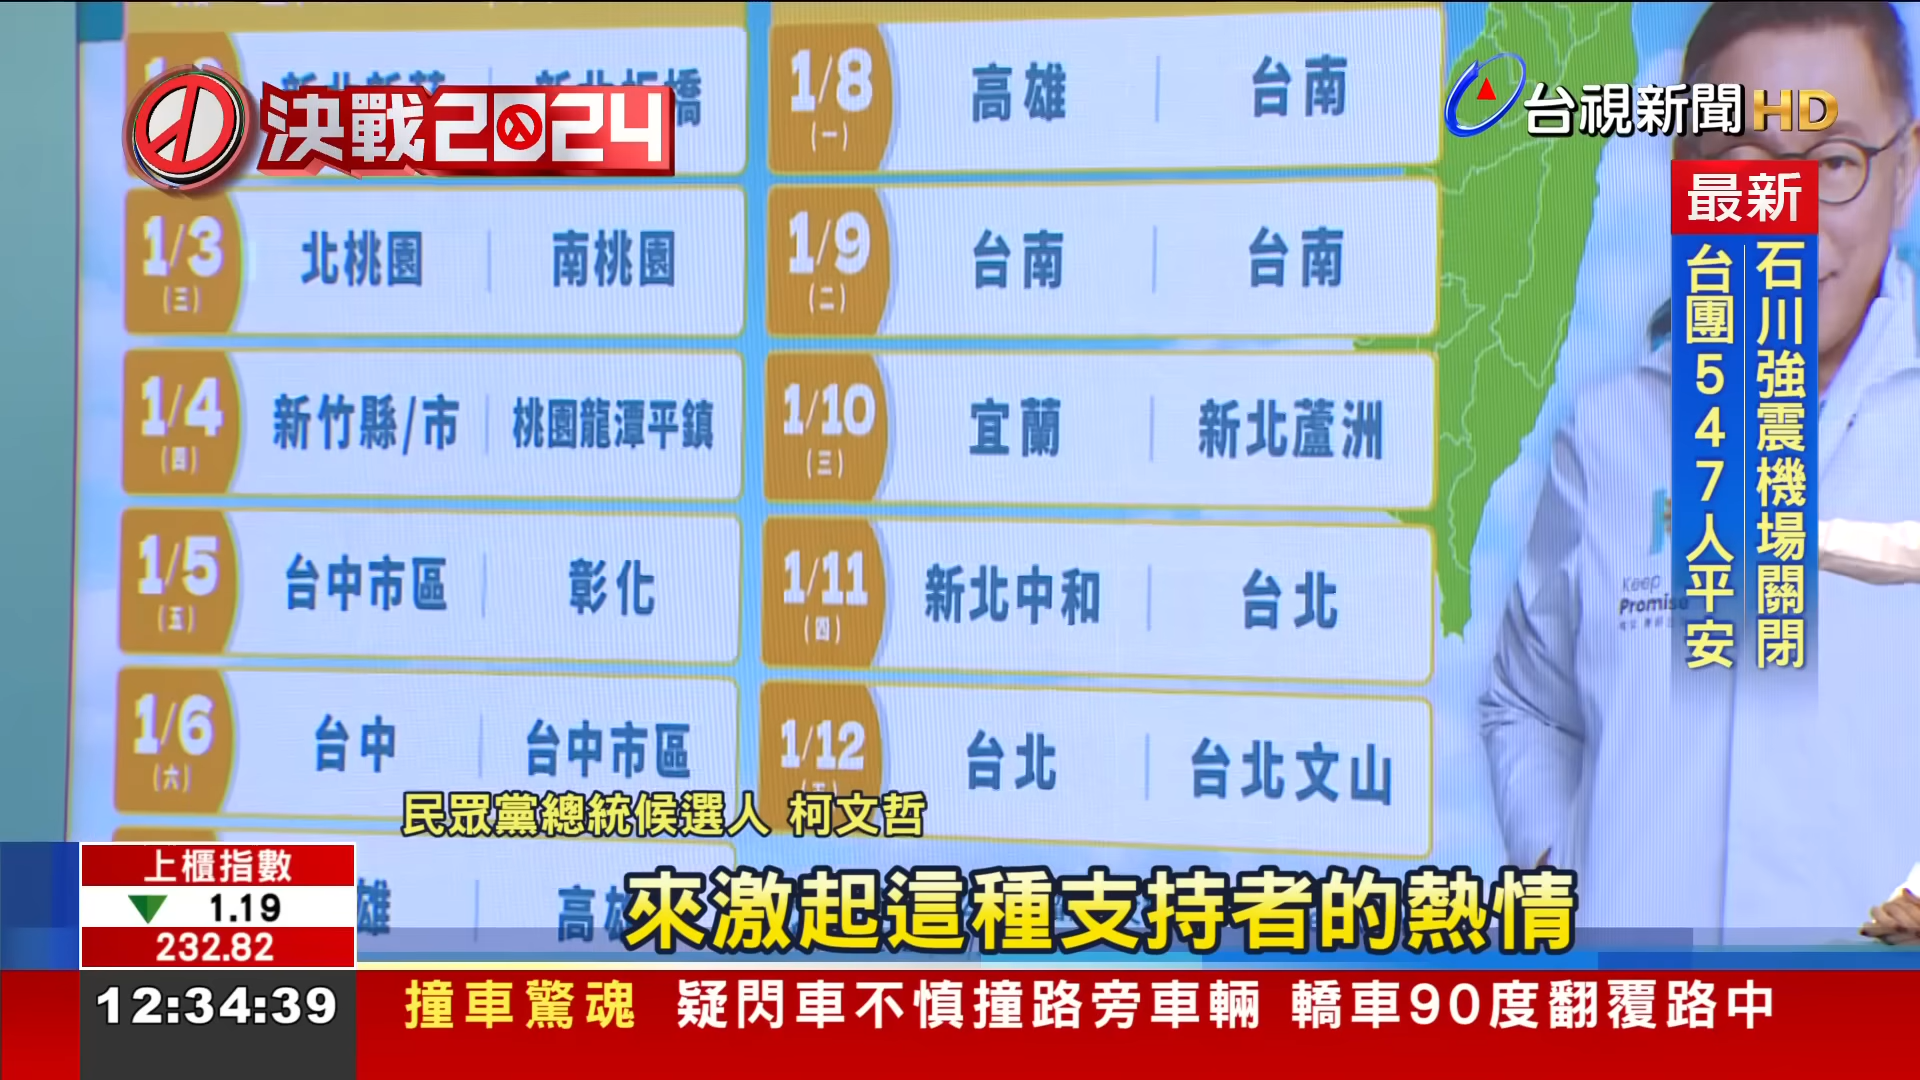 決戰2024
台視新聞HD
最新
石川強震機場關閉
台團547人平安
1/3
(三)
北桃園
南桃園
1/4
(四)
新竹縣/市
桃園龍潭平鎮
1/5
(五)
台中市區
彰化
1/6
(六)
台中
台中市區
1/8
(一)
高雄
台南
1/9
(二)
台南
台南
1/10
(三)
宜蘭
新北蘆洲
1/11
(四)
新北中和
台北
1/12
台北
台北文山
Keep
Promise
民眾黨總統候選人 柯文哲
來激起這種支持者的熱情
上櫃指數
▼ 1.19
232.82
12:34:39
撞車驚魂 疑閃車不慎撞路旁車輛 轎車90度翻覆路中